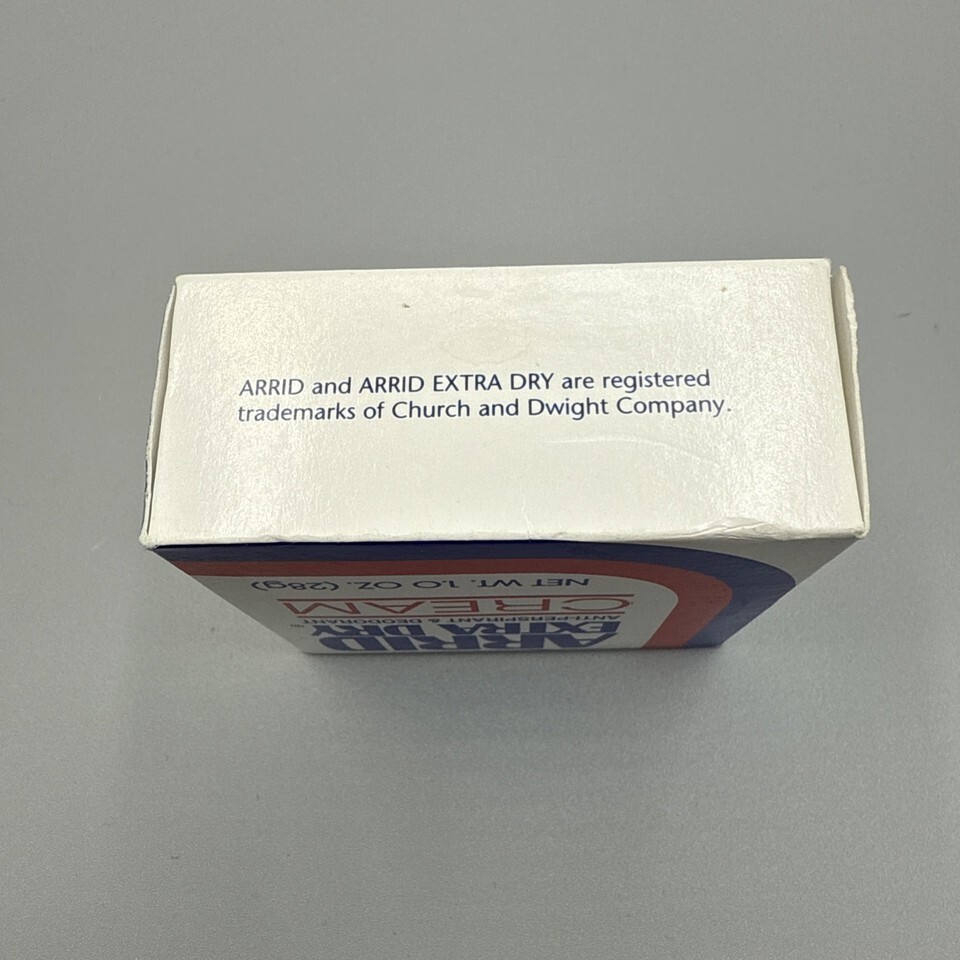 ARRID and ARRID EXTRA DRY are registered
trademarks of Church and Dwight Company.
NET WT. 1.0 OZ. (28g)
CREAM
ANTI-PERSPIRANT & DEODORANT
EXTRA DRY
ARRID